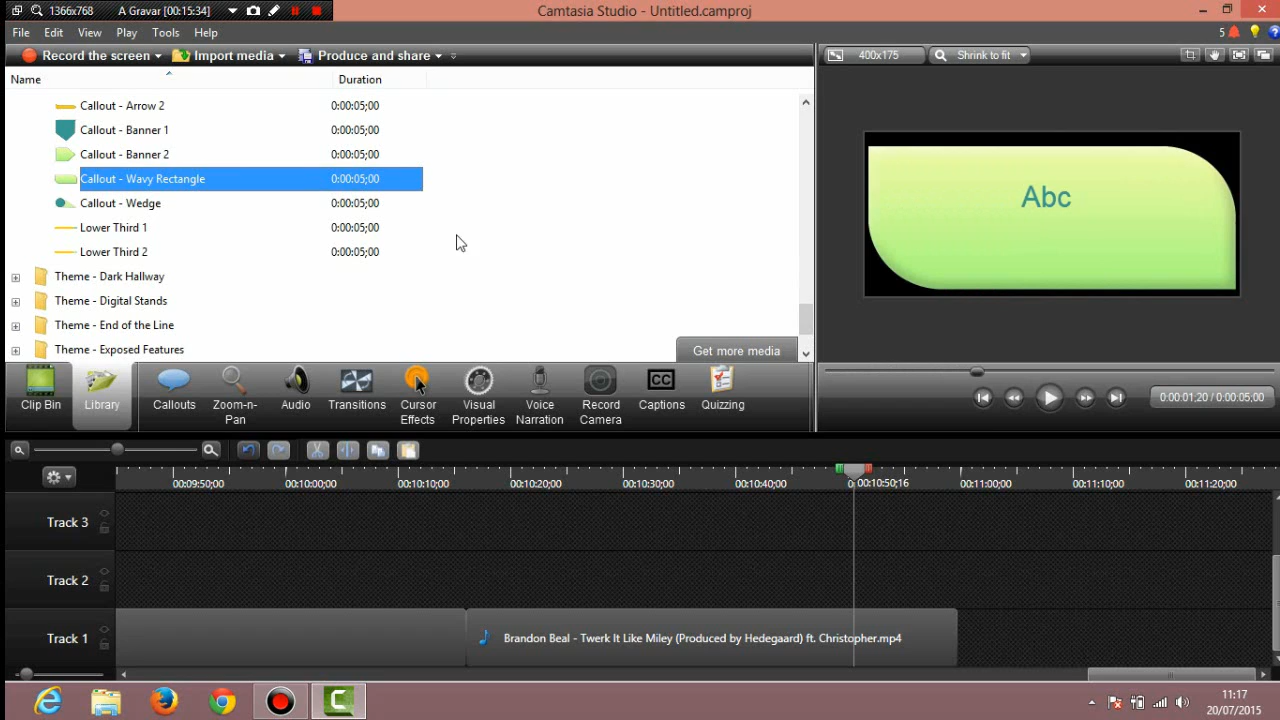 1366x768 A Gravar [00:15:34] Camtasia Studio - Untitled.camproj
File Edit View Play Tools Help 5
Record the screen Import media Produce and share 400x175 Shrink to fit
Name Duration
Callout - Arrow 2 0:00:05;00
Callout - Banner 1 0:00:05;00
Callout - Banner 2 0:00:05;00
Callout - Wavy Rectangle 0:00:05;00
Callout - Wedge 0:00:05;00
Lower Third 1 0:00:05;00
Lower Third 2 0:00:05;00
Theme - Dark Hallway
Theme - Digital Stands
Theme - End of the Line
Theme - Exposed Features
Get more media
Abc
0:00:01;20 / 0:00:05;00
Clip Bin Library Callouts Zoom-n-Pan Audio Transitions Cursor Effects Visual Properties Voice Narration Record Camera Captions Quizzing
CC
00:09:50;00 00:10:00;00 00:10:10;00 00:10:20;00 00:10:30;00 00:10:40;00 00:10:50;16 00:11:00;00 00:11:10;00 00:11:20;00
Track 3
Track 2
Track 1 Brandon Beal - Twerk It Like Miley (Produced by Hedegaard) ft. Christopher.mp4
11:17
20/07/2015